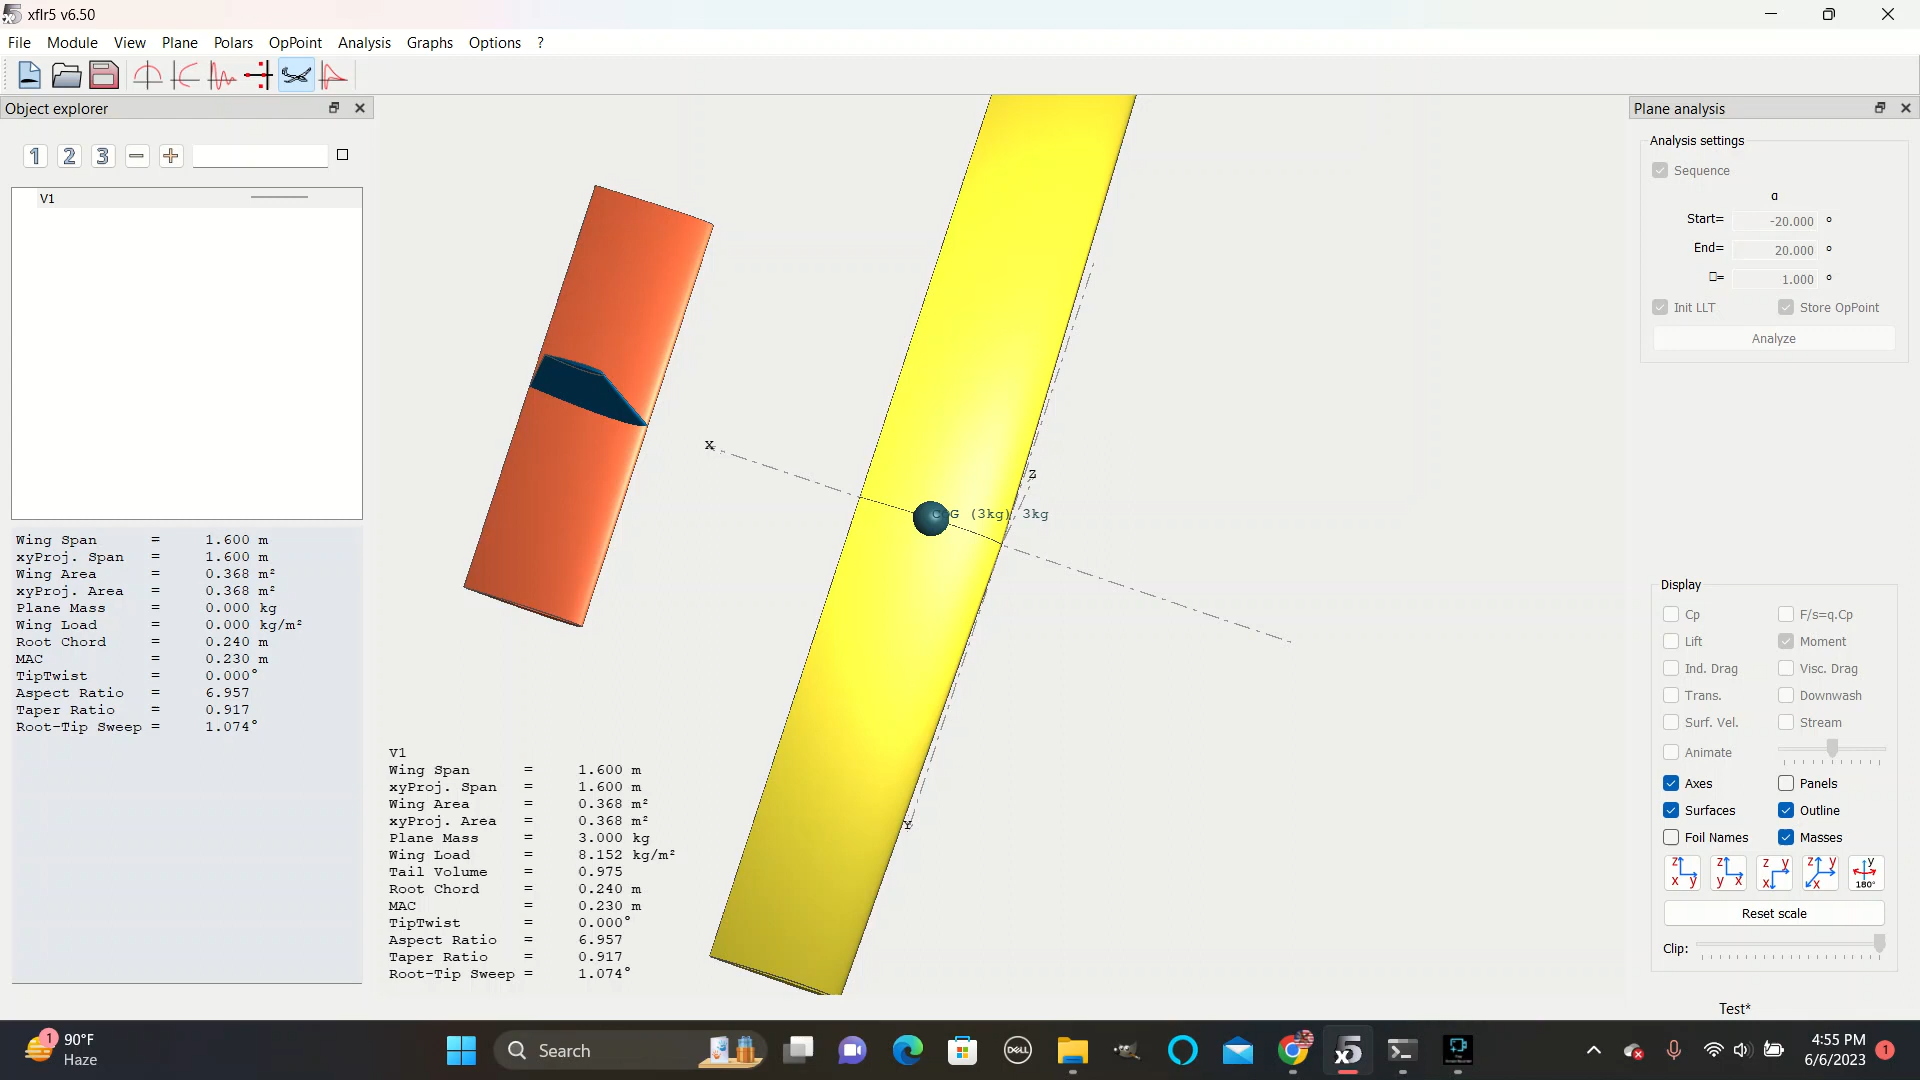 xflr5 v6.50
File Module View Plane Polars OpPoint Analysis Graphs Options ?
Object explorer
1 2 3 − +
V1
Wing Span = 1.600 m
xyProj. Span = 1.600 m
Wing Area = 0.368 m²
xyProj. Area = 0.368 m²
Plane Mass = 0.000 kg
Wing Load = 0.000 kg/m²
Root Chord = 0.240 m
MAC = 0.230 m
TipTwist = 0.000°
Aspect Ratio = 6.957
Taper Ratio = 0.917
Root-Tip Sweep = 1.074°
X
Z
3kg
Y
V1
Wing Span = 1.600 m
xyProj. Span = 1.600 m
Wing Area = 0.368 m²
xyProj. Area = 0.368 m²
Plane Mass = 3.000 kg
Wing Load = 8.152 kg/m²
Tail Volume = 0.975
Root Chord = 0.240 m
MAC = 0.230 m
TipTwist = 0.000°
Aspect Ratio = 6.957
Taper Ratio = 0.917
Root-Tip Sweep = 1.074°
Plane analysis
Analysis settings
Sequence
α
Start= -20.000 °
End= 20.000 °
□= 1.000 °
Init LLT Store OpPoint
Analyze
Display
Cp F/s=q.Cp
Lift Moment
Ind. Drag Visc. Drag
Trans. Downwash
Surf. Vel. Stream
Animate
Axes Panels
Surfaces Outline
Foil Names Masses
z x y z y x z y x z y x y 180°
Reset scale
Clip:
Test*
1
90°F
Haze
Search
DELL
x5
4:55 PM
6/6/2023
1